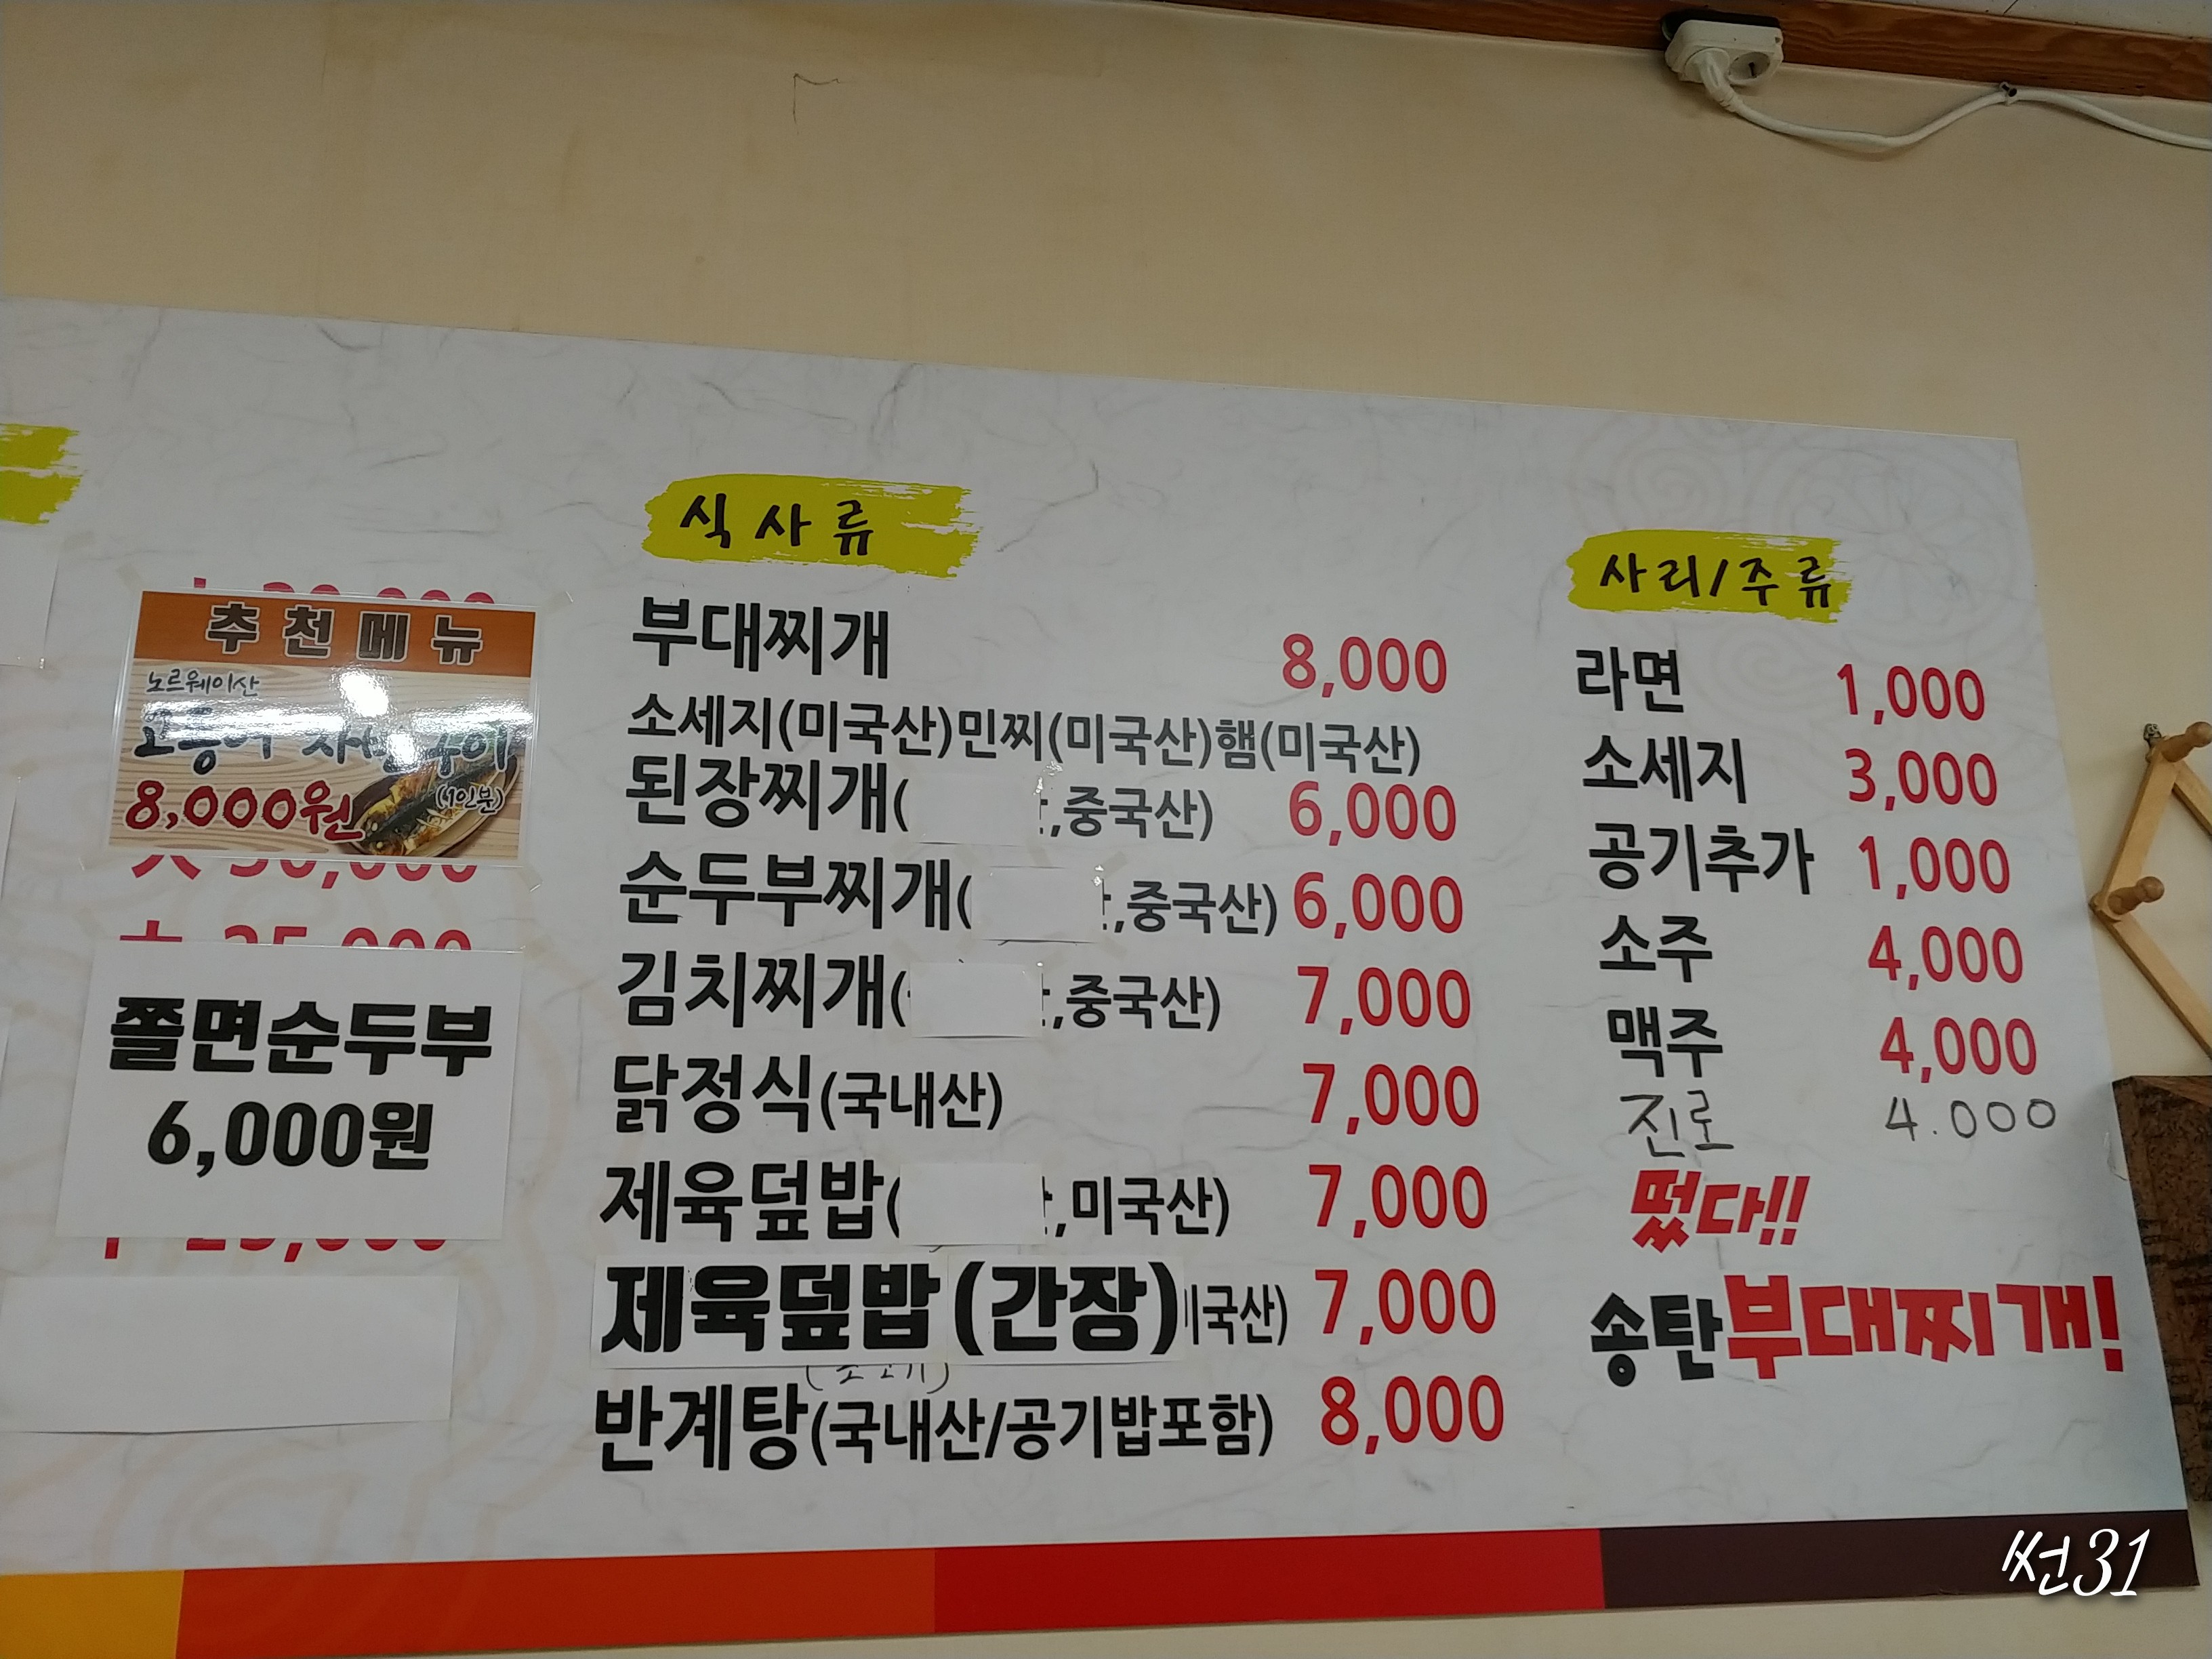 추천메뉴
노르웨이산
고등어 자반구이
8,000원 (1인분)
쫄면순두부
6,000원
식사류
부대찌개 8,000
소세지(미국산)민찌(미국산)햄(미국산)
된장찌개( ,중국산) 6,000
순두부찌개( ,중국산) 6,000
김치찌개( ,중국산) 7,000
닭정식(국내산) 7,000
제육덮밥( ,미국산) 7,000
제육덮밥(간장) 국산) 7,000
반계탕(국내산/공기밥포함) 8,000
사리/주류
라면 1,000
소세지 3,000
공기추가 1,000
소주 4,000
맥주 4,000
진로 4.000
떴다!!
송탄부대찌개!
썬31